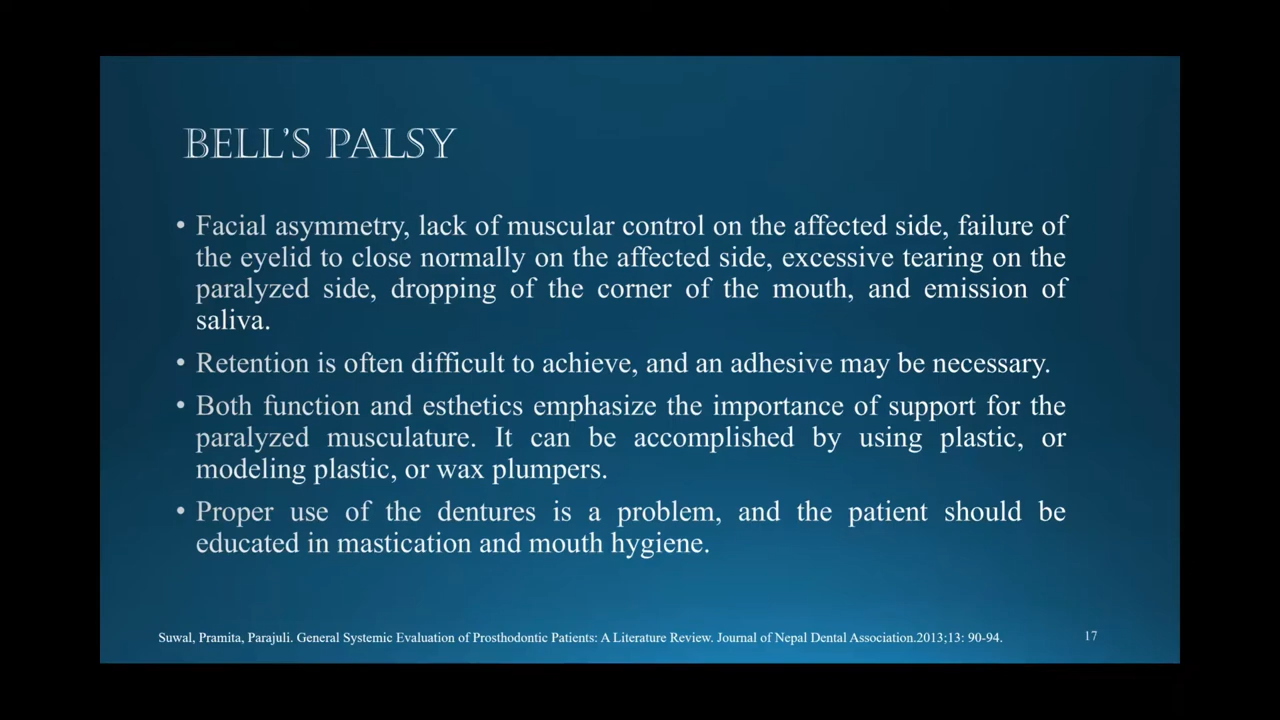 BELL'S PALSY
• Facial asymmetry, lack of muscular control on the affected side, failure of
the eyelid to close normally on the affected side, excessive tearing on the
paralyzed side, dropping of the corner of the mouth, and emission of
saliva.
• Retention is often difficult to achieve, and an adhesive may be necessary.
• Both function and esthetics emphasize the importance of support for the
paralyzed musculature. It can be accomplished by using plastic, or
modeling plastic, or wax plumpers.
• Proper use of the dentures is a problem, and the patient should be
educated in mastication and mouth hygiene.
Suwal, Pramita, Parajuli. General Systemic Evaluation of Prosthodontic Patients: A Literature Review. Journal of Nepal Dental Association.2013;13: 90-94.
17